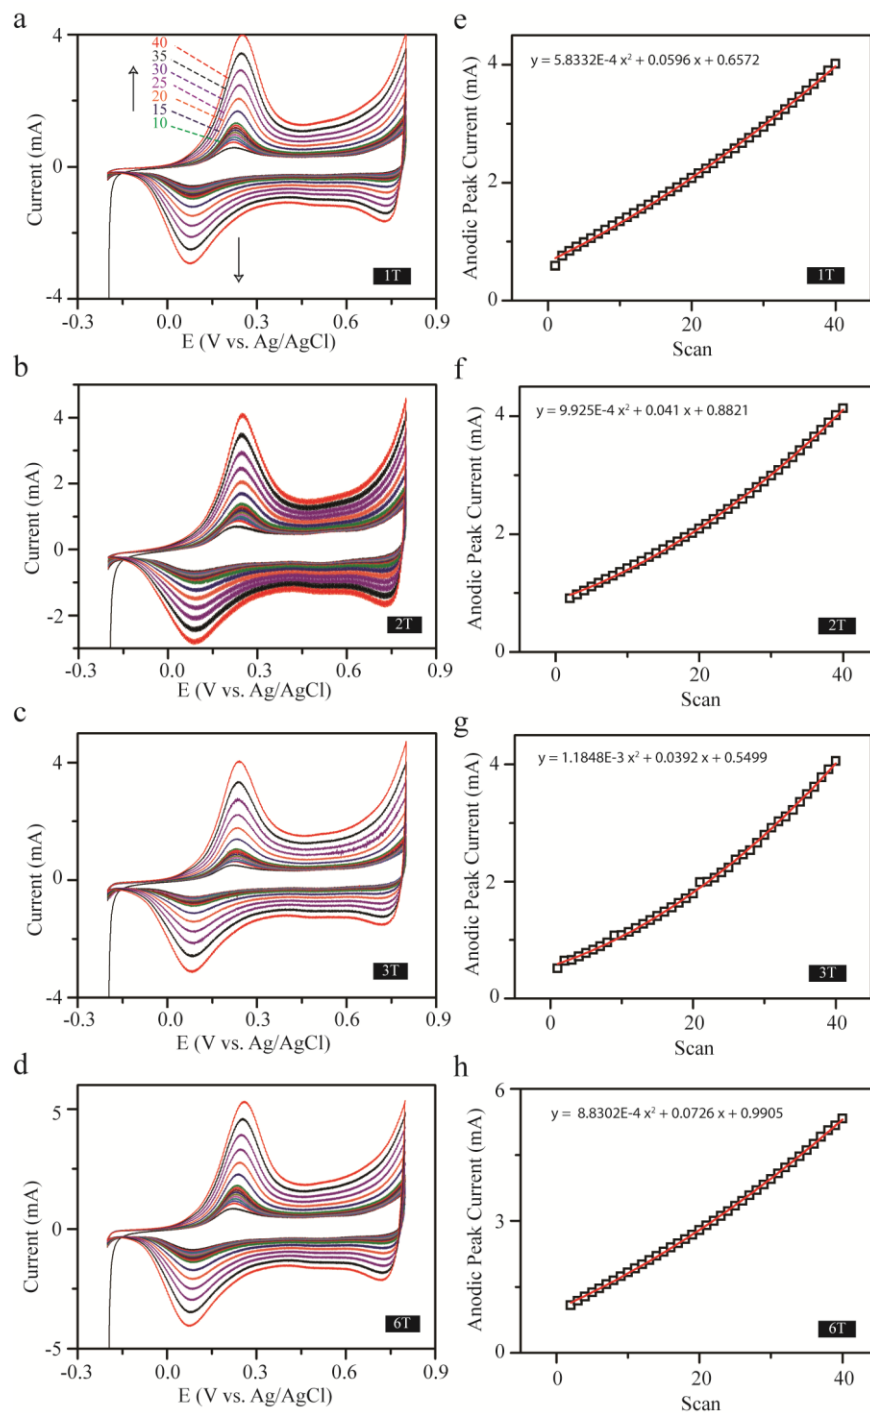 a
4
2
0
-2
-4
Current (mA)
40
35
30
25
20
15
10
1T
-0.3
0.0
0.3
0.6
0.9
E (V vs. Ag/AgCl)
e
y = 5.8332E-4 x² + 0.0596 x + 0.6572
4
2
0
Anodic Peak Current (mA)
1T
0
20
40
Scan
b
4
2
0
-2
Current (mA)
2T
-0.3
0.0
0.3
0.6
0.9
E (V vs. Ag/AgCl)
f
y = 9.925E-4 x² + 0.041 x + 0.8821
4
2
0
Anodic Peak Current (mA)
2T
0
20
40
Scan
c
4
2
0
-2
-4
Current (mA)
3T
-0.3
0.0
0.3
0.6
0.9
E (V vs. Ag/AgCl)
g
y = 1.1848E-3 x² + 0.0392 x + 0.5499
4
2
0
Anodic Peak Current (mA)
3T
0
20
40
Scan
d
5
0
-5
Current (mA)
6T
-0.3
0.0
0.3
0.6
0.9
E (V vs. Ag/AgCl)
h
y = 8.8302E-4 x² + 0.0726 x + 0.9905
6
3
0
Anodic Peak Current (mA)
6T
0
20
40
Scan